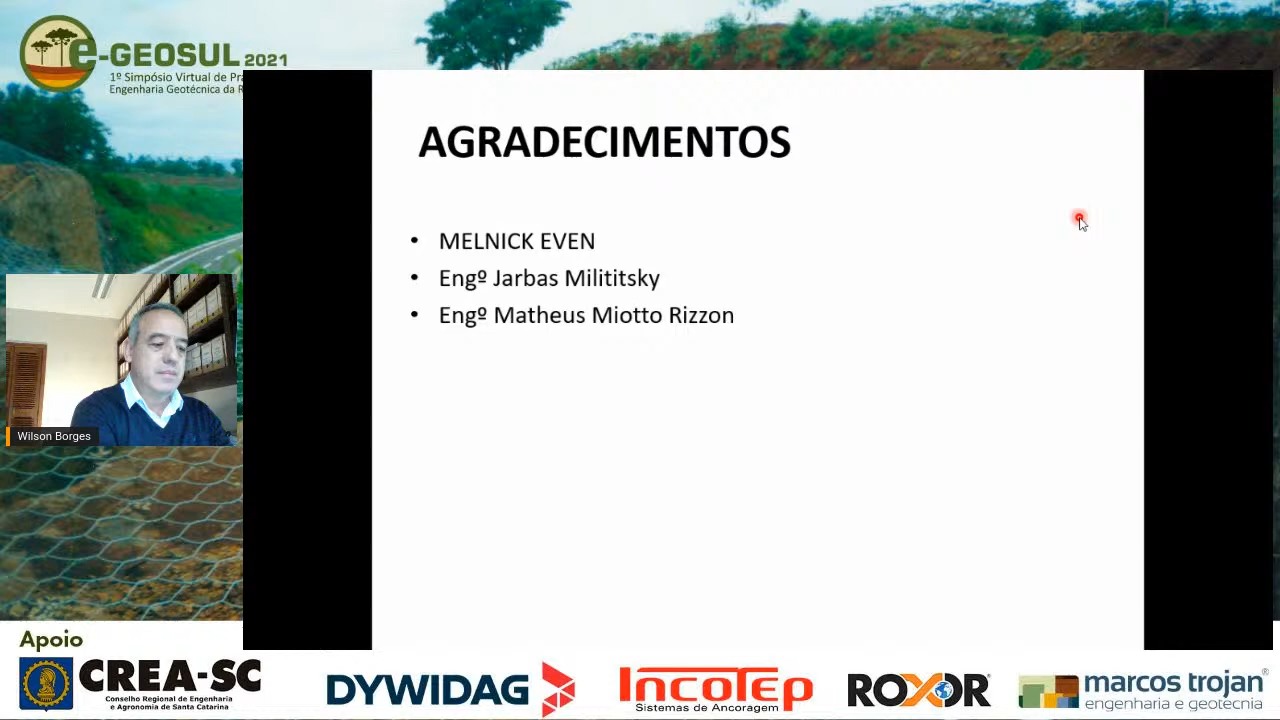 e-GEOSUL 2021
1º Simpósio Virtual de Pra
Engenharia Geotécnica da R
AGRADECIMENTOS
• MELNICK EVEN
• Engº Jarbas Milititsky
• Engº Matheus Miotto Rizzon
Wilson Borges
Apoio
CREA-SC
Conselho Regional de Engenharia
e Agronomia de Santa Catarina
DYWIDAG
INCOTEP
Sistemas de Ancoragem
ROXOR
marcos trojan®
engenharia e geotecnia